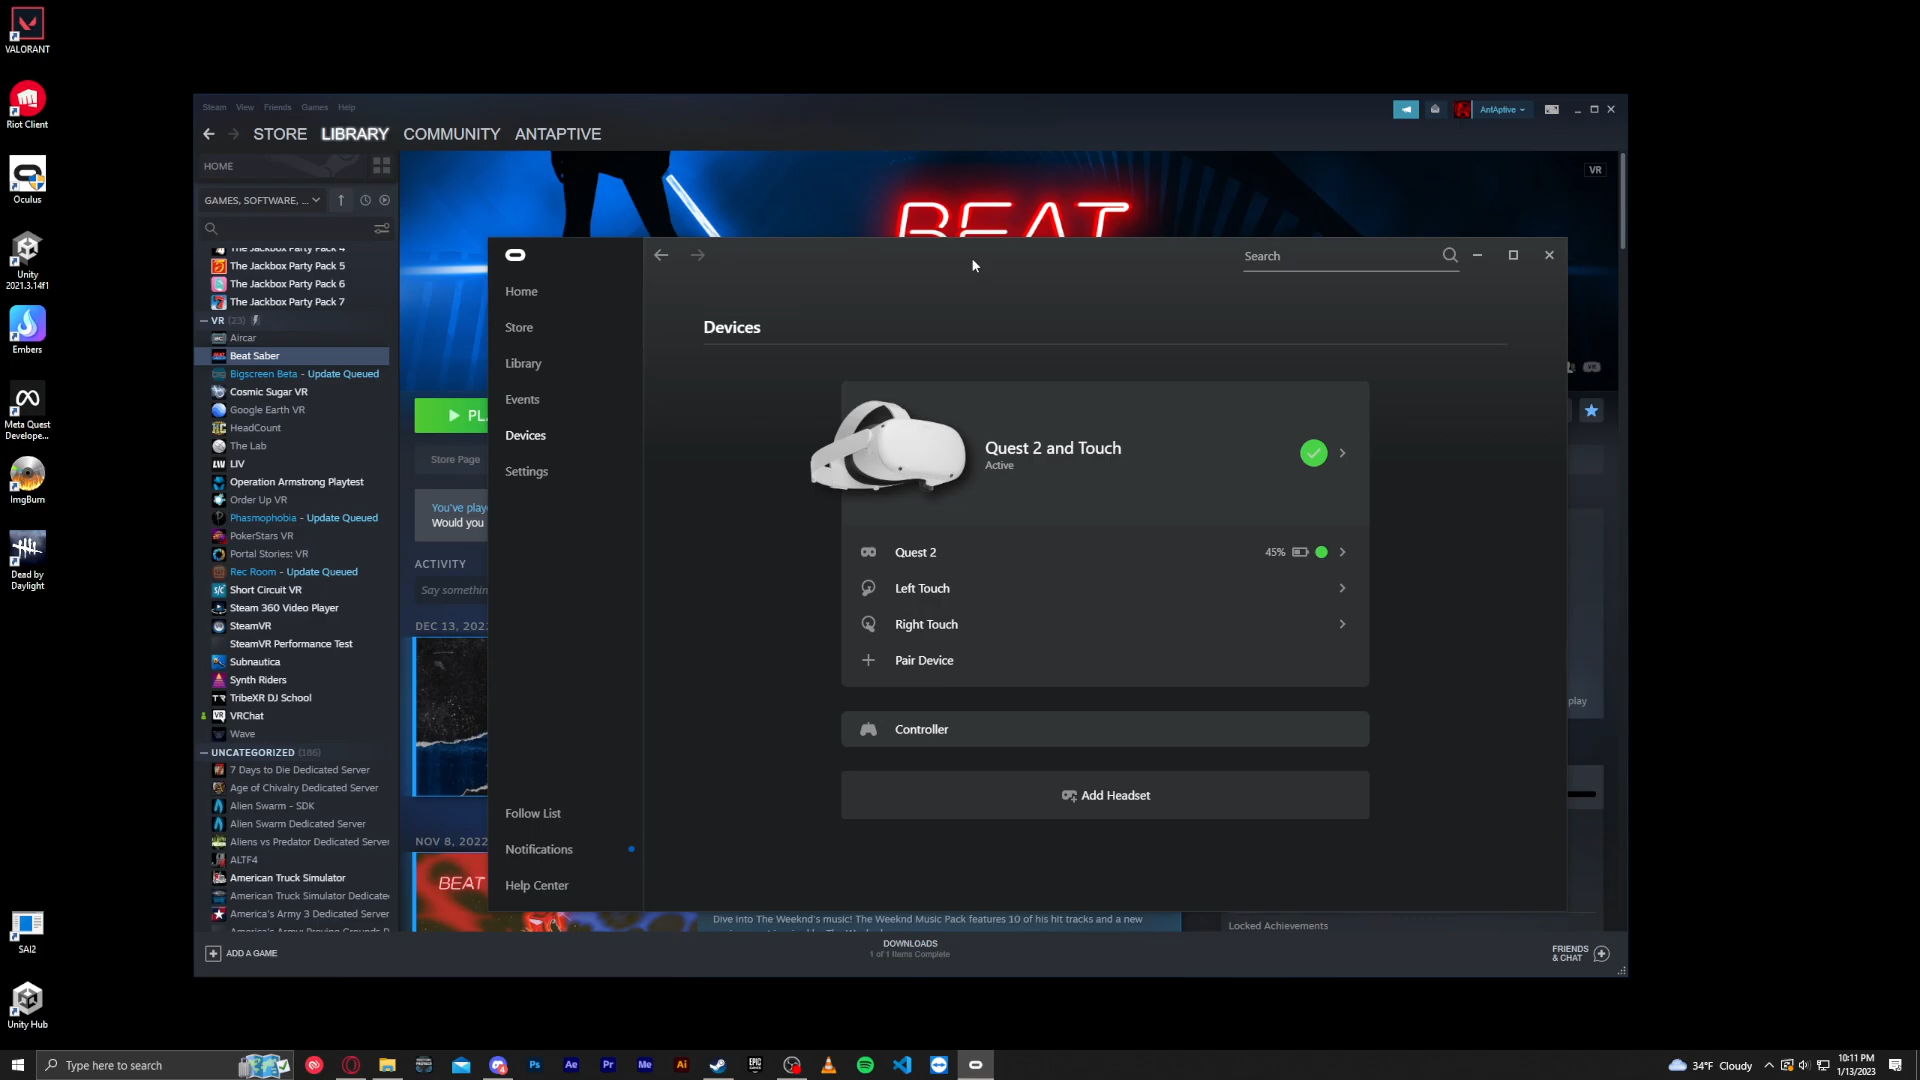 VALORANT
Riot Client
Oculus
Unity
2021.3.14f1
Embers
Meta Quest
Develope...
ImgBurn
Dead by
Daylight
SAI2
Unity Hub
Steam View Friends Games Help
AntAptive
STORE LIBRARY COMMUNITY ANTAPTIVE
HOME
GAMES, SOFTWARE, ...
The Jackbox Party Pack 4
The Jackbox Party Pack 5
The Jackbox Party Pack 6
The Jackbox Party Pack 7
VR (23)
Aircar
Beat Saber
Bigscreen Beta - Update Queued
Cosmic Sugar VR
Google Earth VR
HeadCount
The Lab
LIV
Operation Armstrong Playtest
Order Up VR
Phasmophobia - Update Queued
PokerStars VR
Portal Stories: VR
Rec Room - Update Queued
Short Circuit VR
Steam 360 Video Player
SteamVR
SteamVR Performance Test
Subnautica
Synth Riders
TribeXR DJ School
VRChat
Wave
UNCATEGORIZED (186)
7 Days to Die Dedicated Server
Age of Chivalry Dedicated Server
Alien Swarm - SDK
Alien Swarm Dedicated Server
Aliens vs Predator Dedicated Server
ALTF4
American Truck Simulator
American Truck Simulator Dedicate
America's Army 3 Dedicated Server
America's Army: Proving Grounds D
ADD A GAME
VR
BEAT
PL
Store Page
You've play
Would you
ACTIVITY
Say somethin
DEC 13, 202
NOV 8, 2022
BEAT
Dive into The Weeknd's music! The Weeknd Music Pack features 10 of his hit tracks and a new
play
Locked Achievements
DOWNLOADS
1 of 1 Items Complete
FRIENDS
& CHAT
Search
Home
Store
Library
Events
Devices
Settings
Follow List
Notifications
Help Center
Devices
Quest 2 and Touch
Active
Quest 2 45%
Left Touch
Right Touch
Pair Device
Controller
Add Headset
Type here to search
Ps
Ae
Pr
Me
Ai
EPIC
34°F Cloudy
10:11 PM
1/13/2023